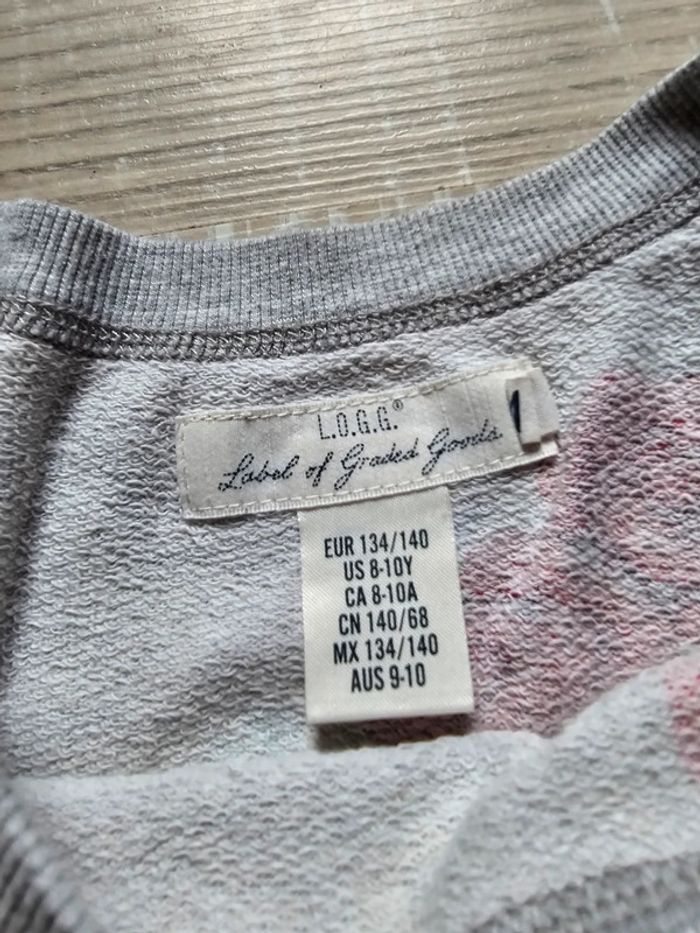 L.O.G.G.®
Label of Graded Goods
EUR 134/140
US 8-10Y
CA 8-10A
CN 140/68
MX 134/140
AUS 9-10